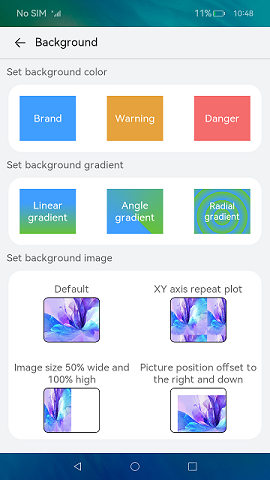 No SIM 11% 10:48
Background
Set background color
Brand Warning Danger
Set background gradient
Linear gradient Angle gradient Radial gradient
Set background image
Default XY axis repeat plot
Image size 50% wide and 100% high
Picture position offset to the right and down